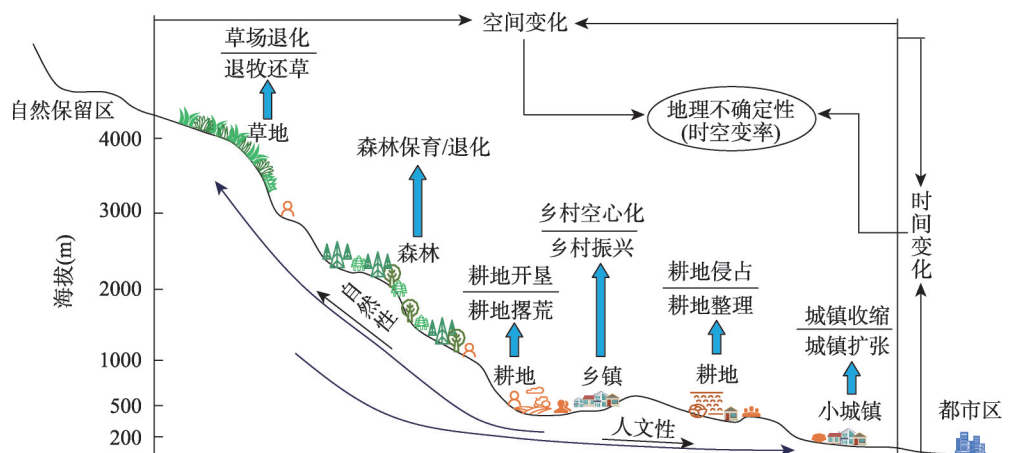 空间变化
草场退化
退牧还草
自然保留区
草地
地理不确定性
(时空变率)
森林保育/退化
森林
乡村空心化
乡村振兴
耕地开垦
耕地撂荒
耕地侵占
耕地整理
城镇收缩
城镇扩张
时间变化
海拔(m)
4000
3000
2000
1000
500
200
自然性
耕地
乡镇
耕地
小城镇
都市区
人文性